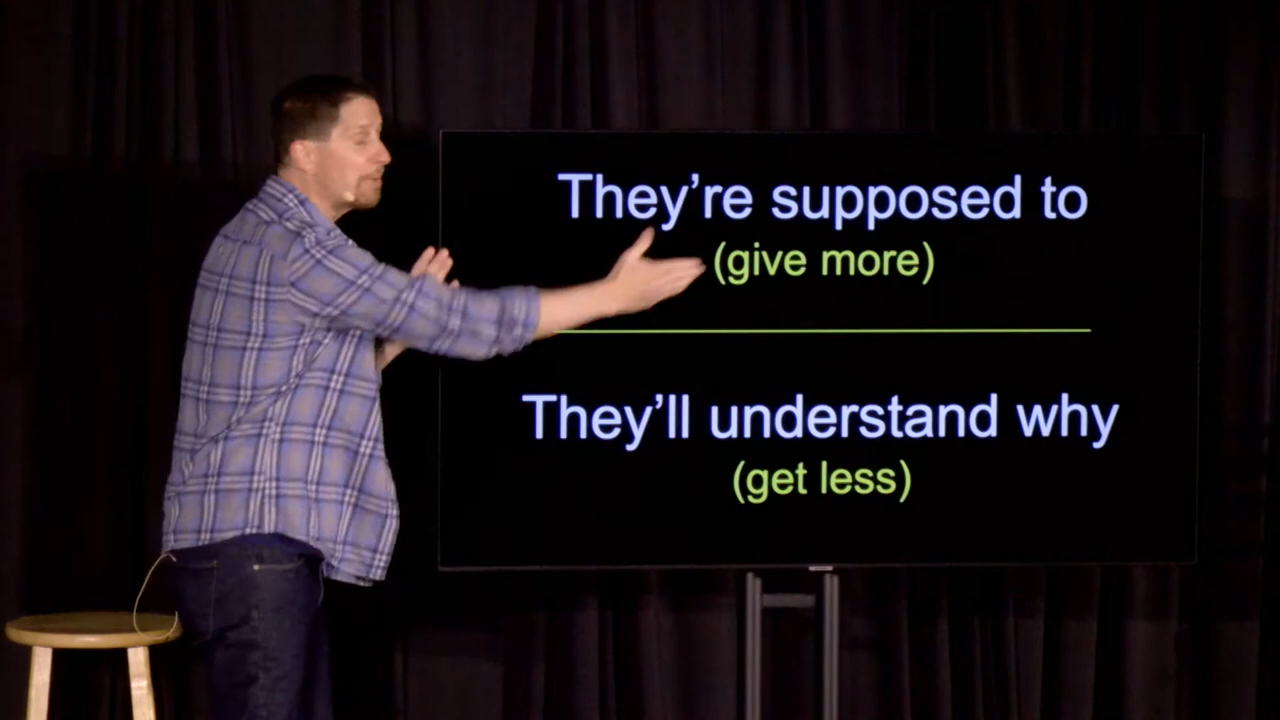 They’re supposed to
(give more)
They’ll understand why
(get less)